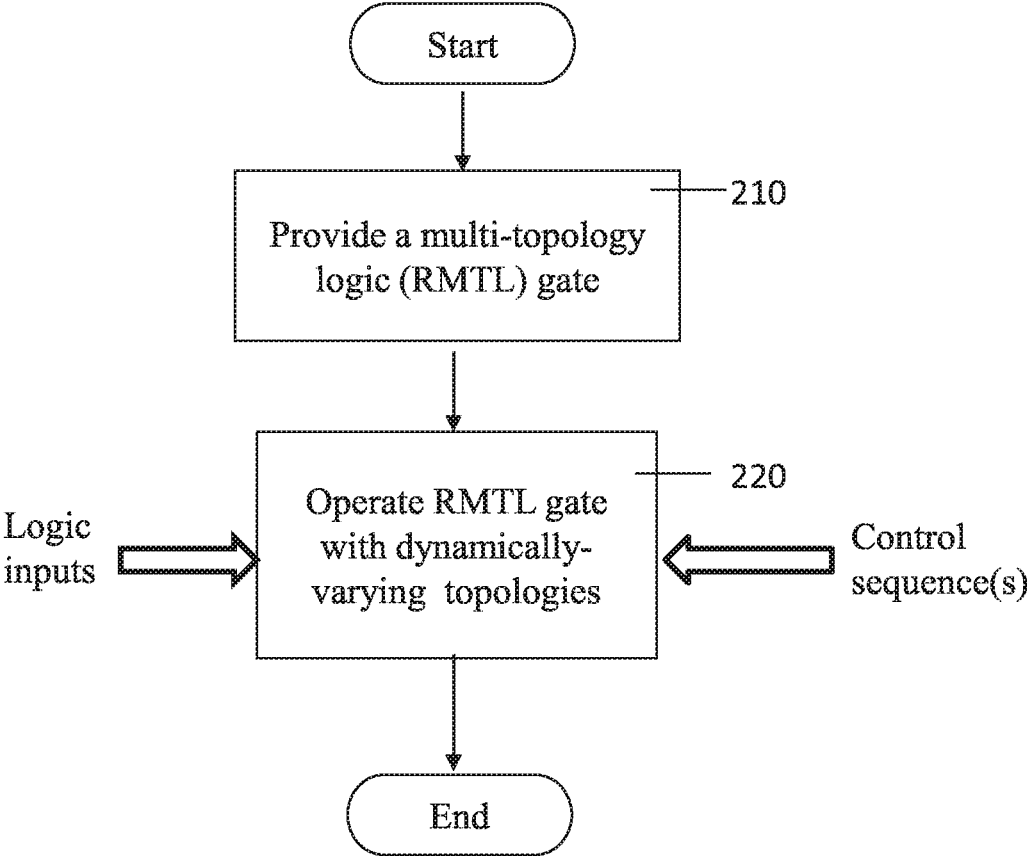 Start
210
Provide a multi-topology
logic (RMTL) gate
220
Operate RMTL gate
with dynamically-
varying topologies
Logic
inputs
Control
sequence(s)
End